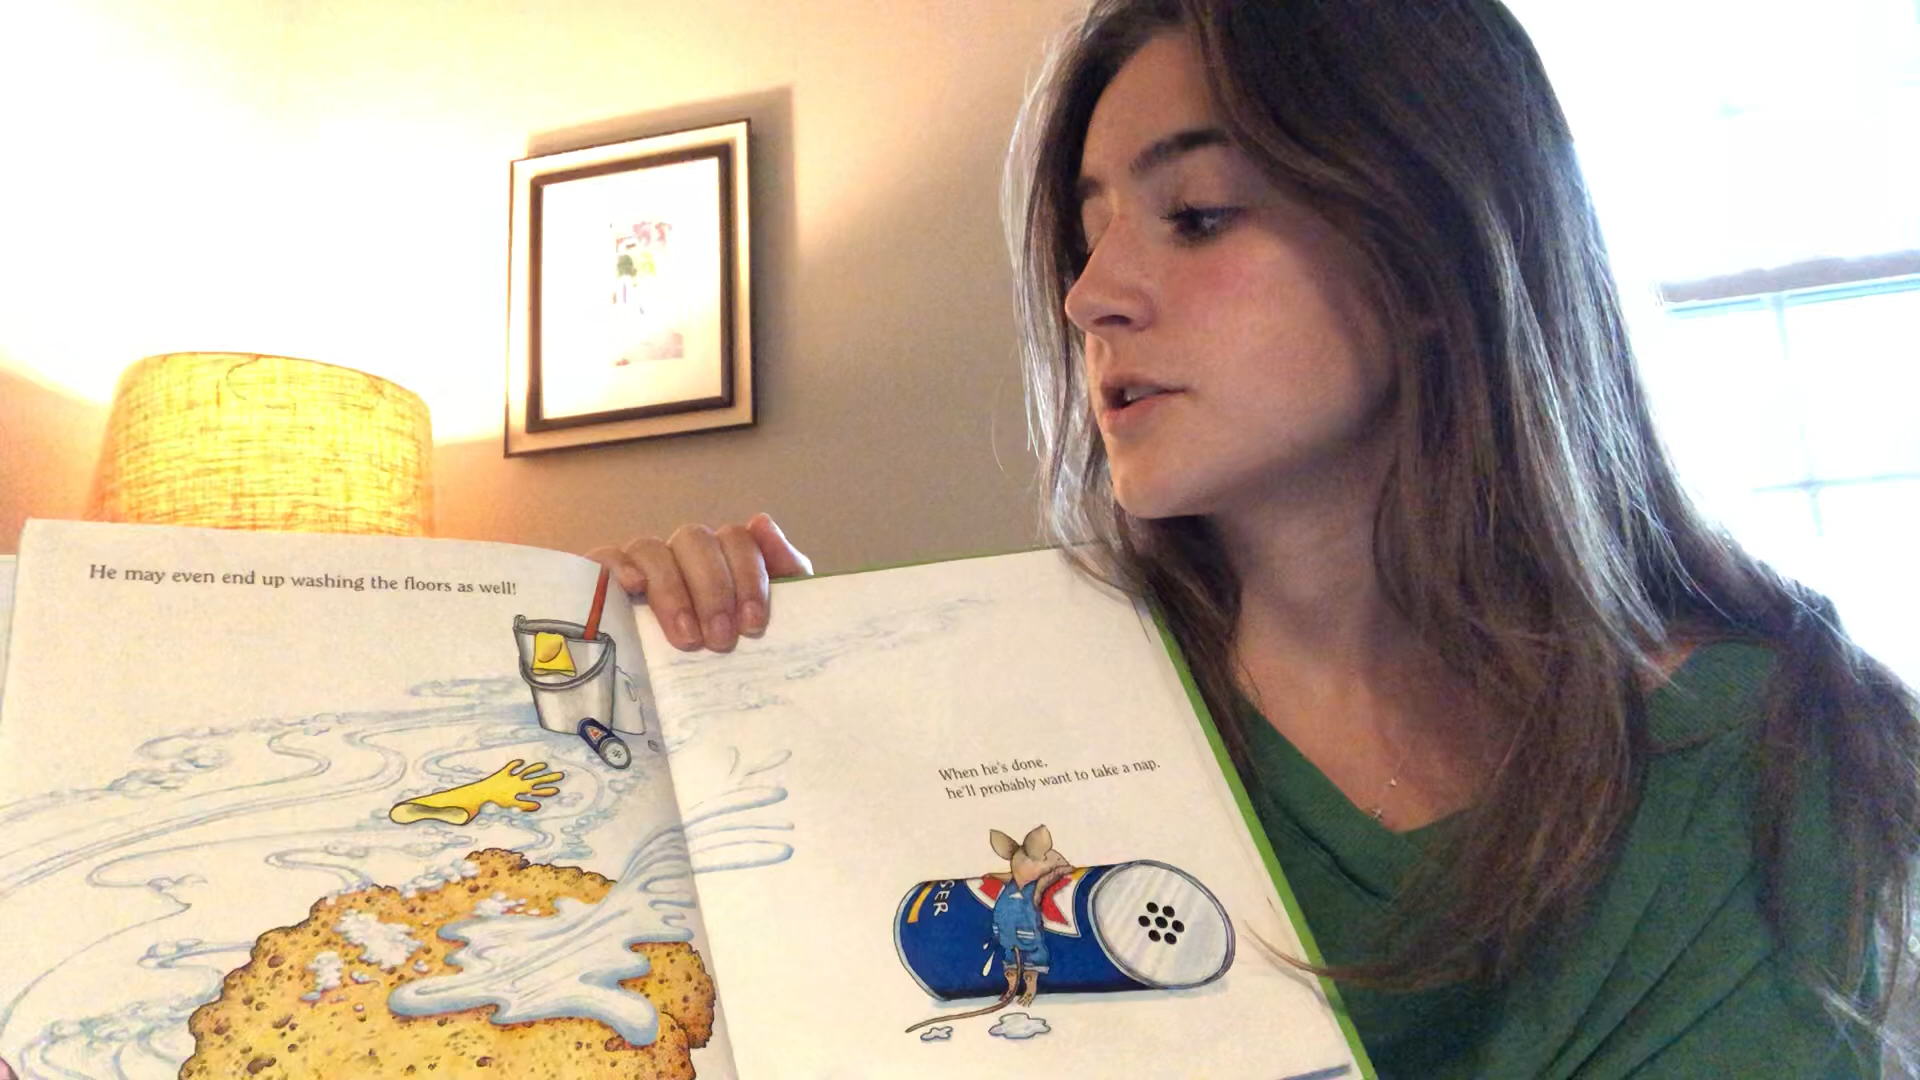 He may even end up washing the floors as well!
When he's done,
he'll probably want to take a nap.
SER